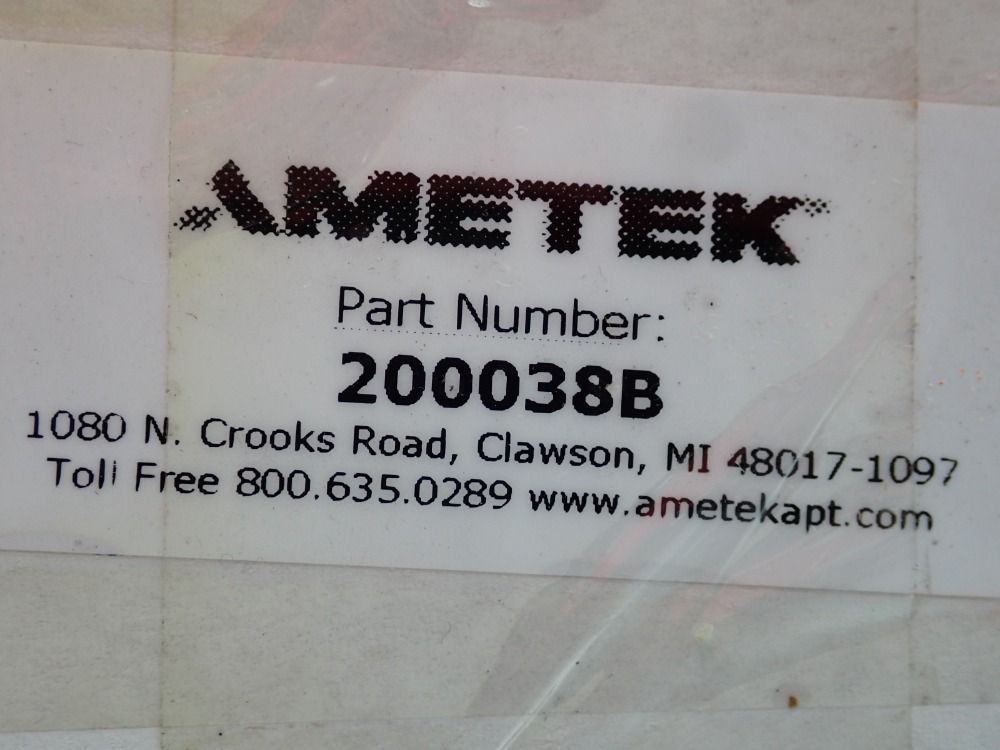 AMETEK
Part Number:
200038B
1080 N. Crooks Road, Clawson, MI 48017-1097
Toll Free 800.635.0289 www.ametekapt.com